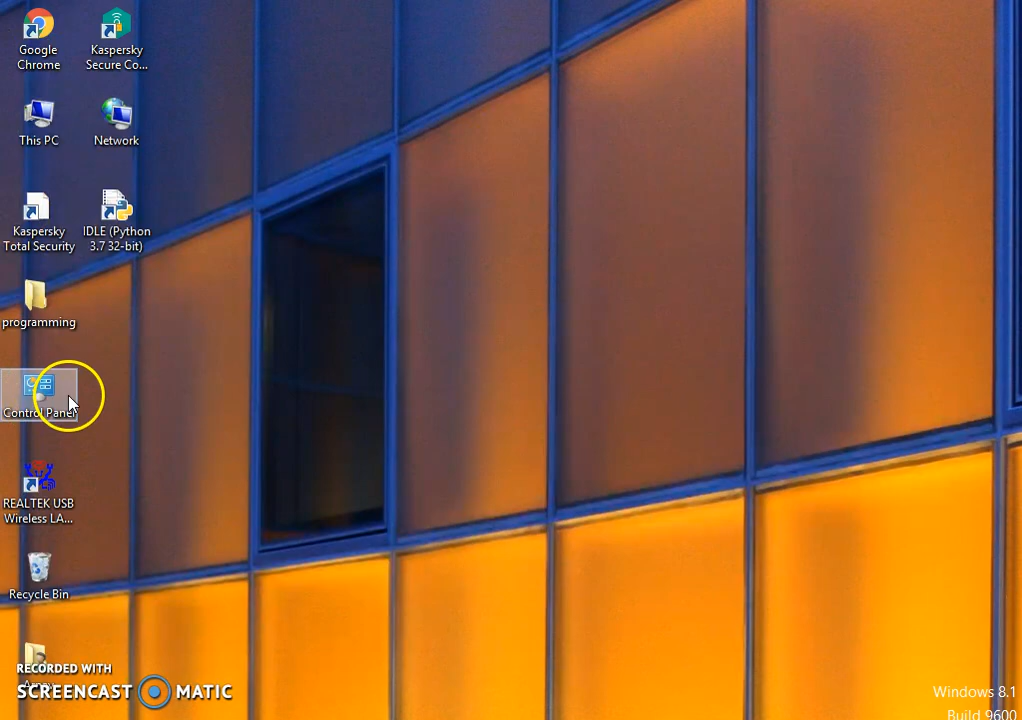 Google
Chrome
Kaspersky
Secure Co...
This PC
Network
Kaspersky
Total Security
IDLE (Python
3.7 32-bit)
programming
Control Panel
REALTEK USB
Wireless LA...
Recycle Bin
RECORDED WITH
SCREENCAST MATIC
Windows 8.1
Build 9600